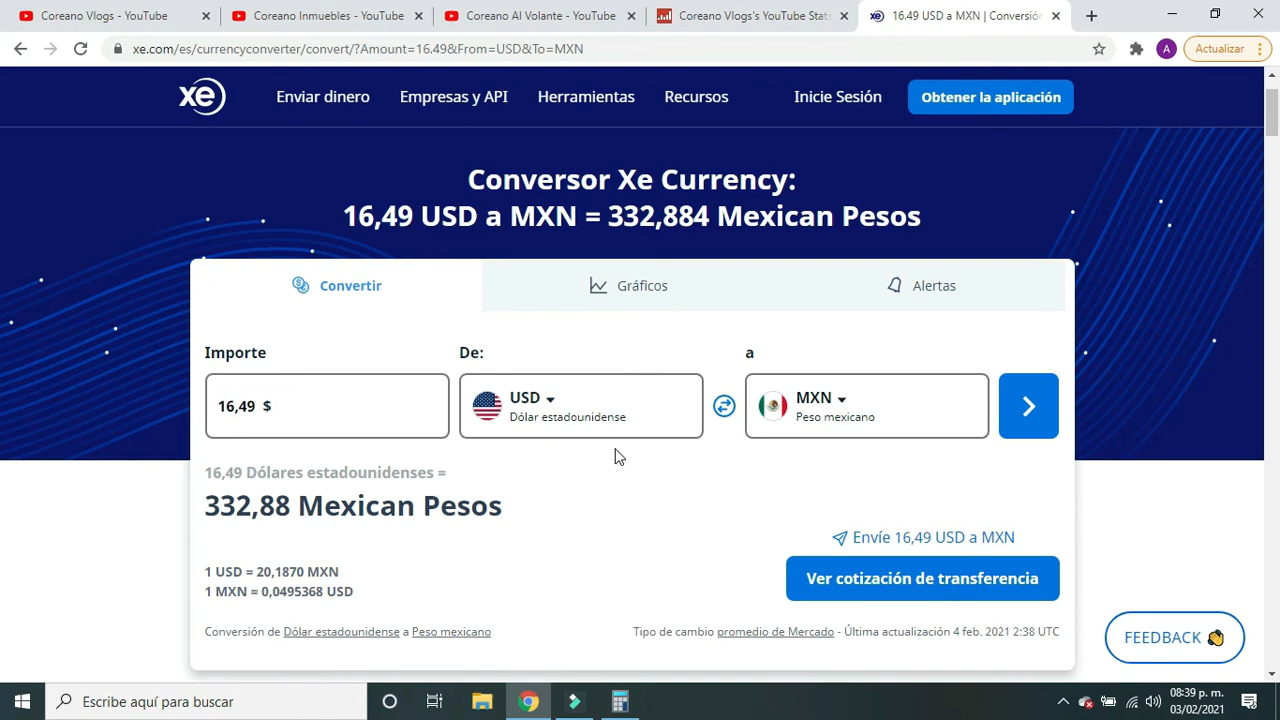 Coreano Vlogs - YouTube
Coreano Inmuebles - YouTube
Coreano Al Volante - YouTube
Coreano Vlogs's YouTube Stats
16.49 USD a MXN | Conversión
xe.com/es/currencyconverter/convert/?Amount=16.49&From=USD&To=MXN
A
Actualizar
xe
Enviar dinero
Empresas y API
Herramientas
Recursos
Inicie Sesión
Obtener la aplicación
Conversor Xe Currency:
16,49 USD a MXN = 332,884 Mexican Pesos
Convertir
Gráficos
Alertas
Importe
De:
a
16,49 $
USD
Dólar estadounidense
MXN
Peso mexicano
16,49 Dólares estadounidenses =
332,88 Mexican Pesos
Envíe 16,49 USD a MXN
Ver cotización de transferencia
1 USD = 20,1870 MXN
1 MXN = 0,0495368 USD
Conversión de Dólar estadounidense a Peso mexicano
Tipo de cambio promedio de Mercado - Última actualización 4 feb. 2021 2:38 UTC
FEEDBACK
Escribe aquí para buscar
08:39 p. m.
03/02/2021